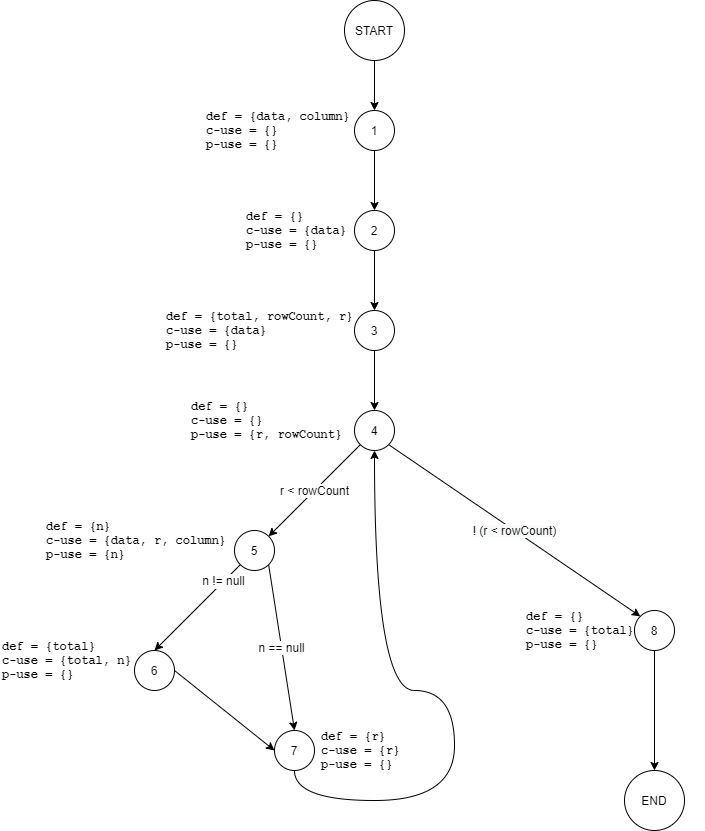 START
def = {data, column}
c-use = {}
p-use = {}
1
def = {}
c-use = {data}
p-use = {}
2
def = {total, rowCount, r}
c-use = {data}
p-use = {}
3
def = {}
c-use = {}
p-use = {r, rowCount}
4
r < rowCount
! (r < rowCount)
def = {n}
c-use = {data, r, column}
p-use = {n}
5
n != null
n == null
def = {}
c-use = {total}
p-use = {}
8
def = {total}
c-use = {total, n}
p-use = {}
6
7
def = {r}
c-use = {r}
p-use = {}
END